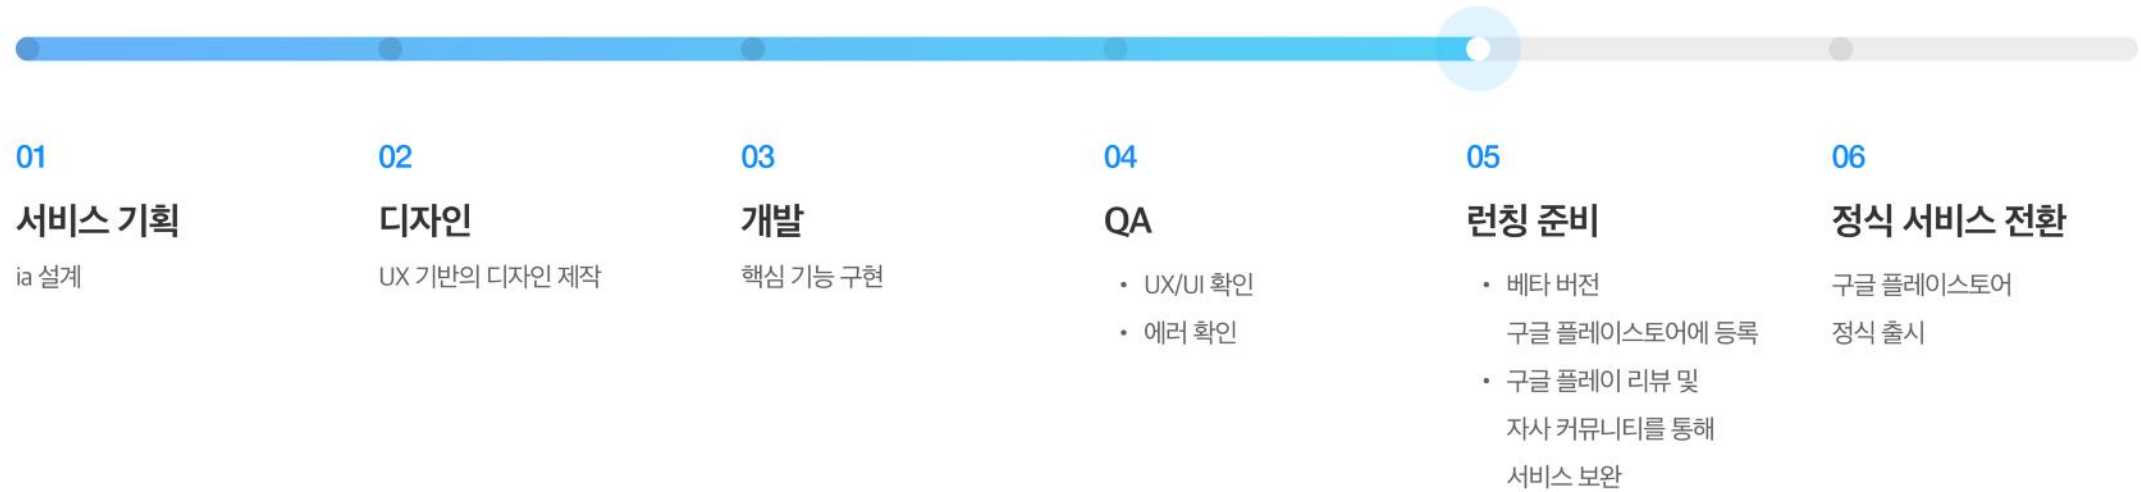 01
서비스 기획
ia 설계
02
디자인
UX 기반의 디자인 제작
03
개발
핵심 기능 구현
04
QA
• UX/UI 확인
• 에러 확인
05
런칭 준비
• 베타 버전
구글 플레이스토어에 등록
• 구글 플레이 리뷰 및
자사 커뮤니티를 통해
서비스 보완
06
정식 서비스 전환
구글 플레이스토어
정식 출시